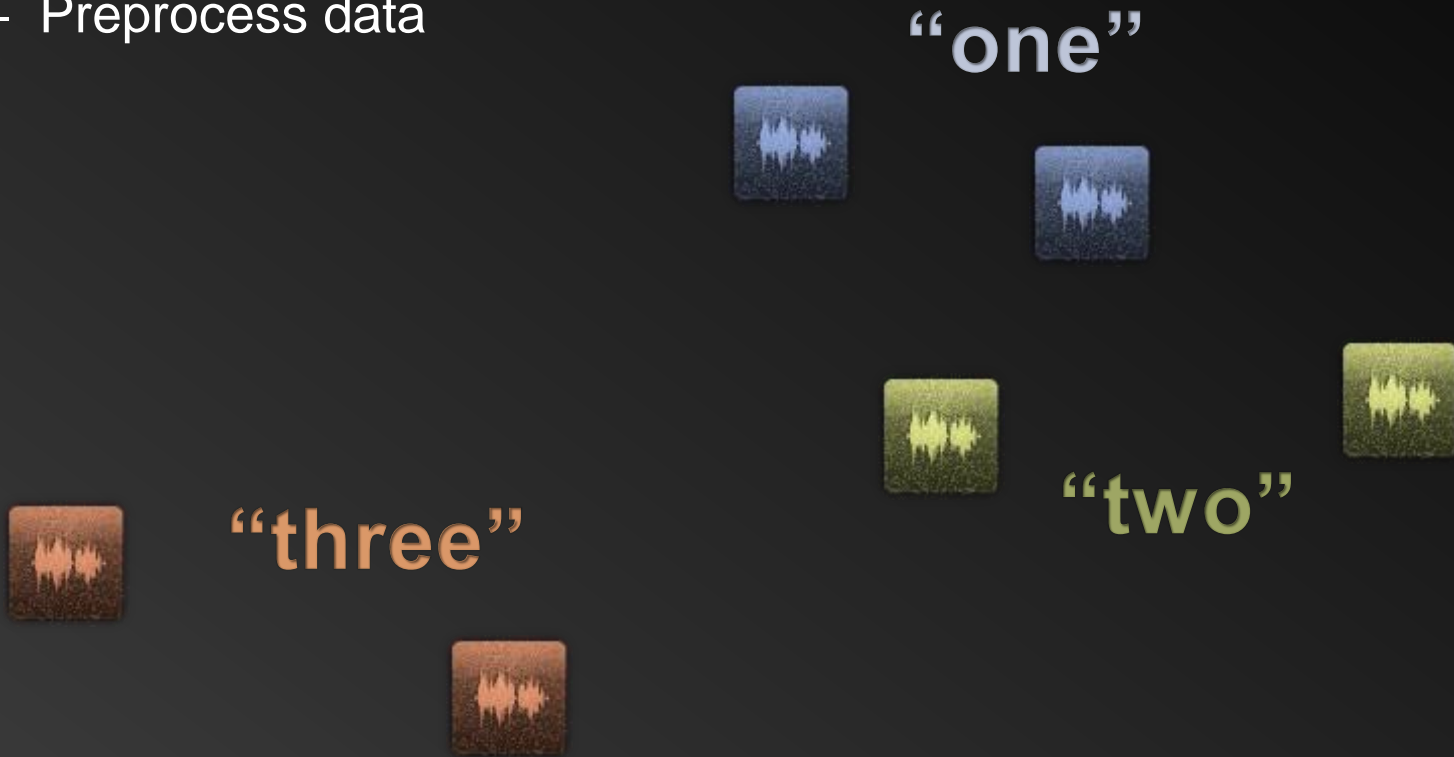 - Preprocess data
“one”
“two”
“three”